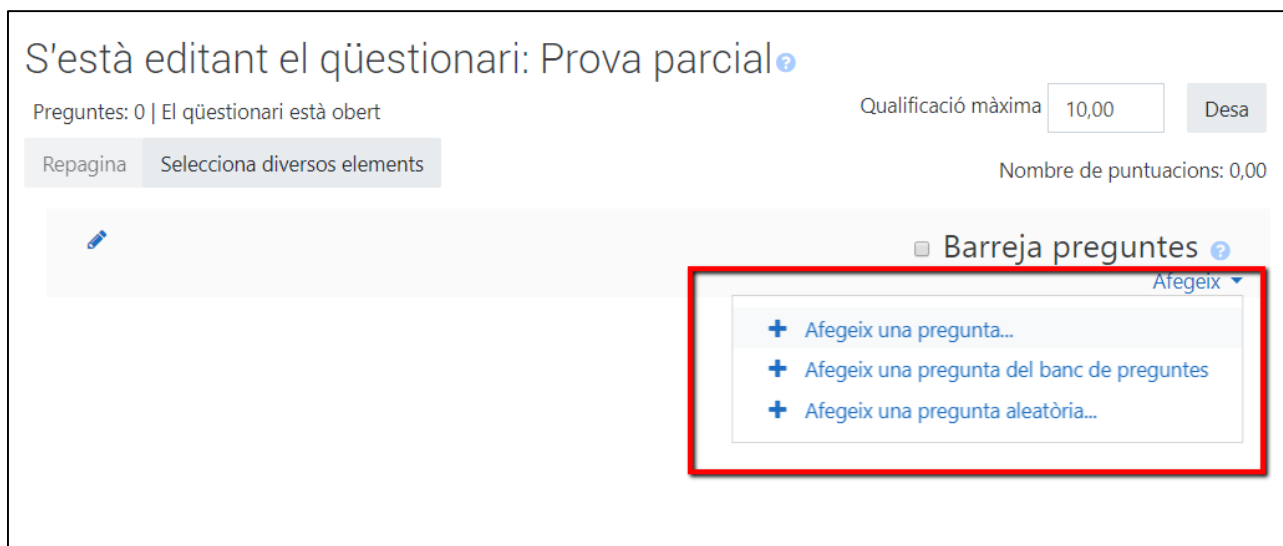 S'està editant el qüestionari: Prova parcial
Preguntes: 0 | El qüestionari està obert
Qualificació màxima 10,00 Desa
Repagina Selecciona diversos elements
Nombre de puntuacions: 0,00
Barreja preguntes
Afegeix
Afegeix una pregunta...
Afegeix una pregunta del banc de preguntes
Afegeix una pregunta aleatòria...